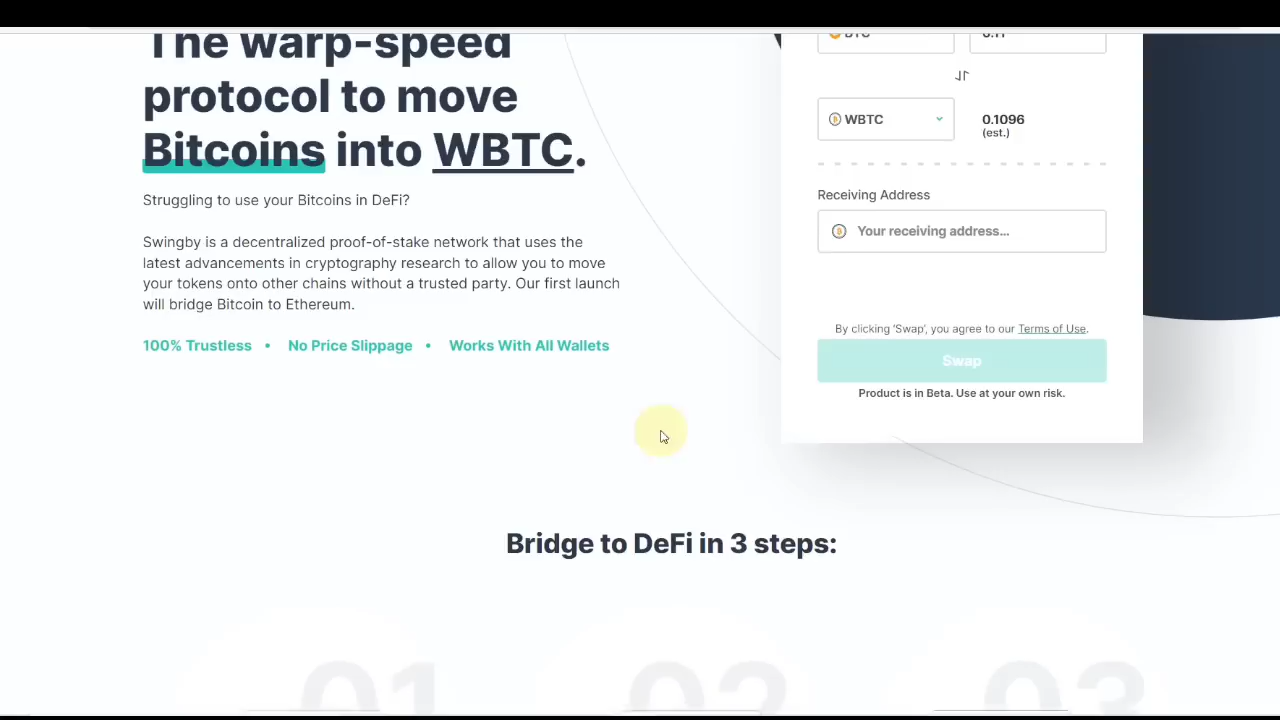 The warp-speed
protocol to move
Bitcoins into WBTC.
Struggling to use your Bitcoins in DeFi?
Swingby is a decentralized proof-of-stake network that uses the
latest advancements in cryptography research to allow you to move
your tokens onto other chains without a trusted party. Our first launch
will bridge Bitcoin to Ethereum.
100% Trustless • No Price Slippage • Works With All Wallets
BTC
WBTC 0.1096
(est.)
Receiving Address
Your receiving address...
By clicking 'Swap', you agree to our Terms of Use.
Swap
Product is in Beta. Use at your own risk.
Bridge to DeFi in 3 steps:
01 02 03